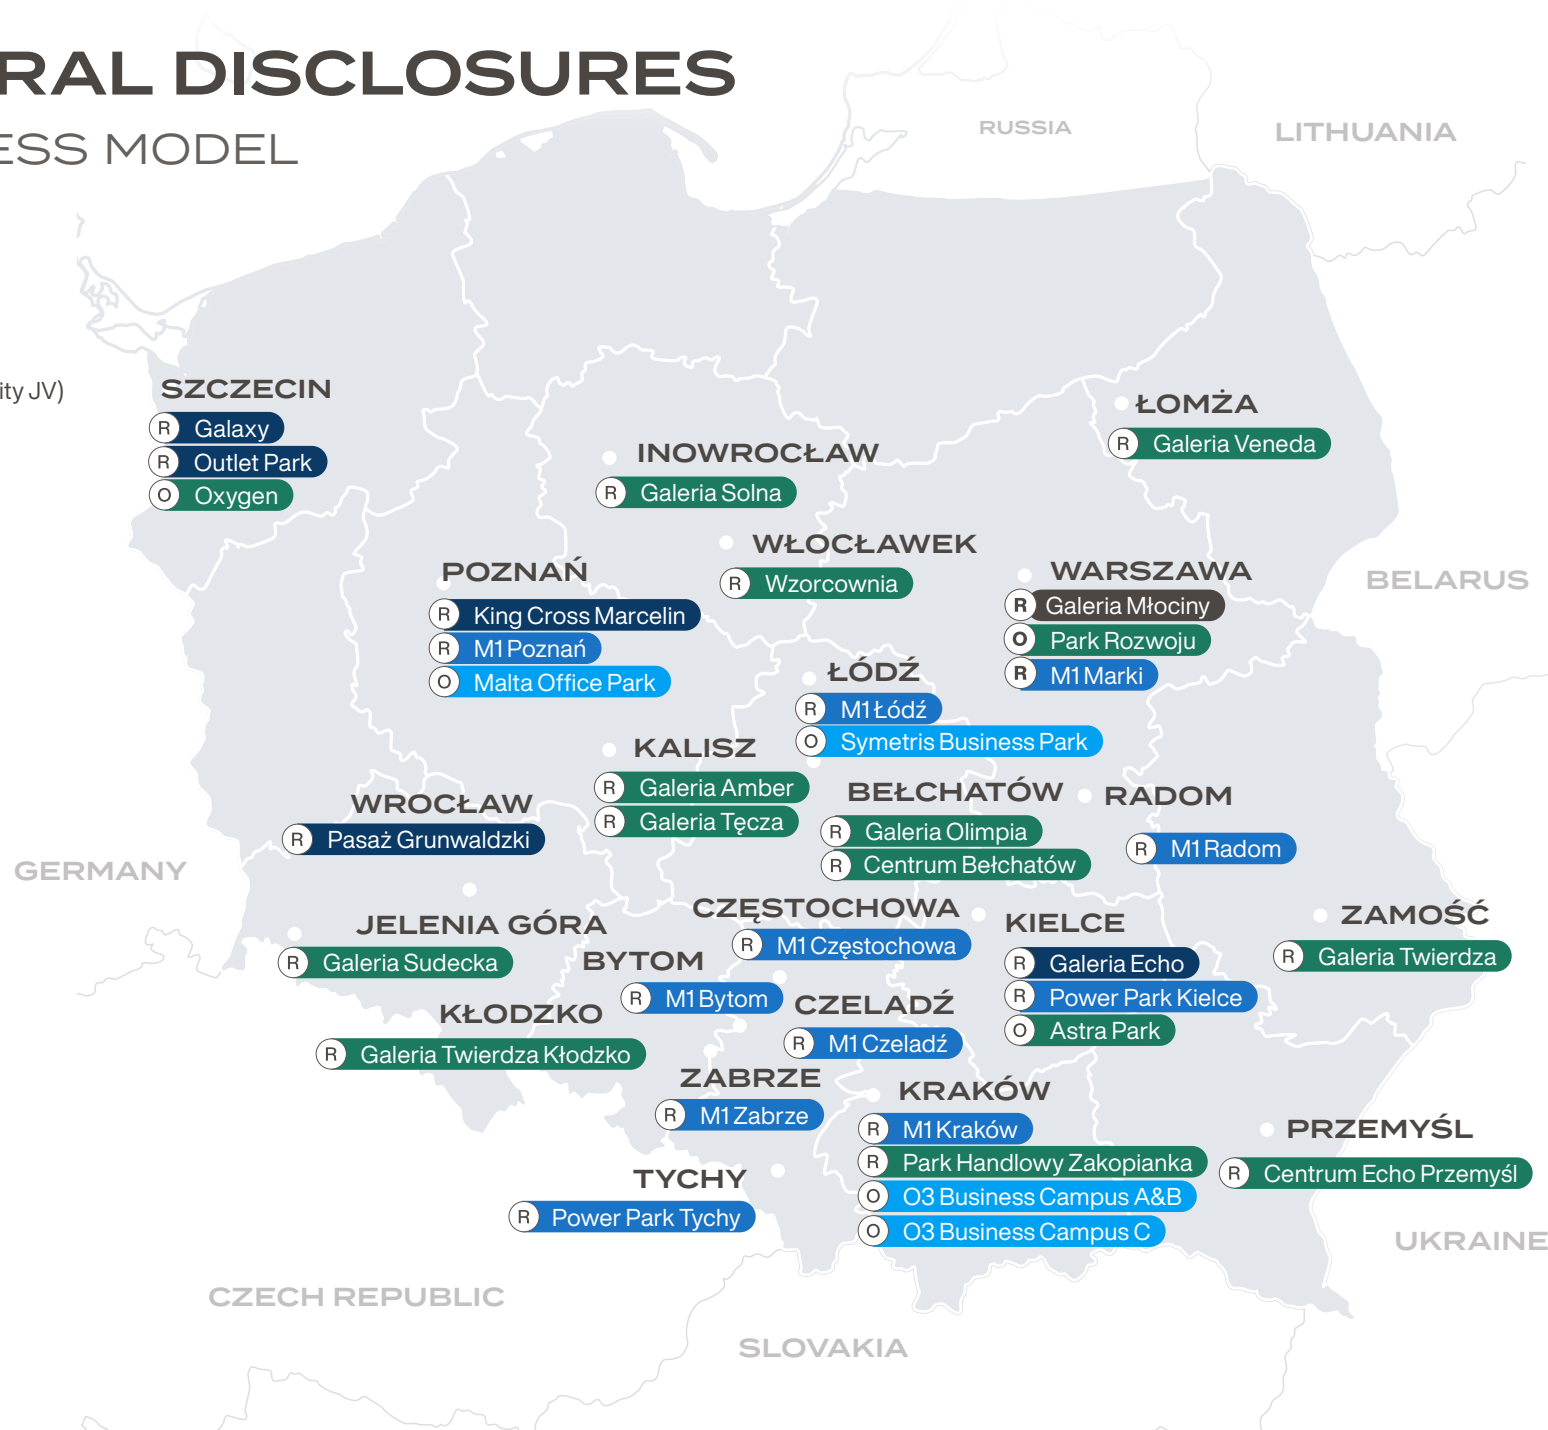 RAL DISCLOSURES
ESS MODEL
RUSSIA
LITHUANIA
ity JV)
SZCZECIN
R Galaxy
R Outlet Park
O Oxygen
ŁOMŻA
R Galeria Veneda
INOWROCŁAW
R Galeria Solna
WŁOCŁAWEK
R Wzorcownia
POZNAŃ
R King Cross Marcelin
R M1 Poznań
O Malta Office Park
WARSZAWA
R Galeria Młociny
O Park Rozwoju
R M1 Marki
BELARUS
ŁÓDŹ
R M1 Łódź
O Symetris Business Park
KALISZ
R Galeria Amber
R Galeria Tęcza
WROCŁAW
R Pasaż Grunwaldzki
BEŁCHATÓW
R Galeria Olimpia
R Centrum Bełchatów
RADOM
R M1 Radom
GERMANY
JELENIA GÓRA
R Galeria Sudecka
CZĘSTOCHOWA
R M1 Częstochowa
KIELCE
R Galeria Echo
R Power Park Kielce
O Astra Park
ZAMOŚĆ
R Galeria Twierdza
BYTOM
R M1 Bytom
KŁODZKO
R Galeria Twierdza Kłodzko
CZELADŹ
R M1 Czeladź
ZABRZE
R M1 Zabrze
KRAKÓW
R M1 Kraków
R Park Handlowy Zakopianka
O O3 Business Campus A&B
O O3 Business Campus C
PRZEMYŚL
R Centrum Echo Przemyśl
TYCHY
R Power Park Tychy
UKRAINE
CZECH REPUBLIC
SLOVAKIA